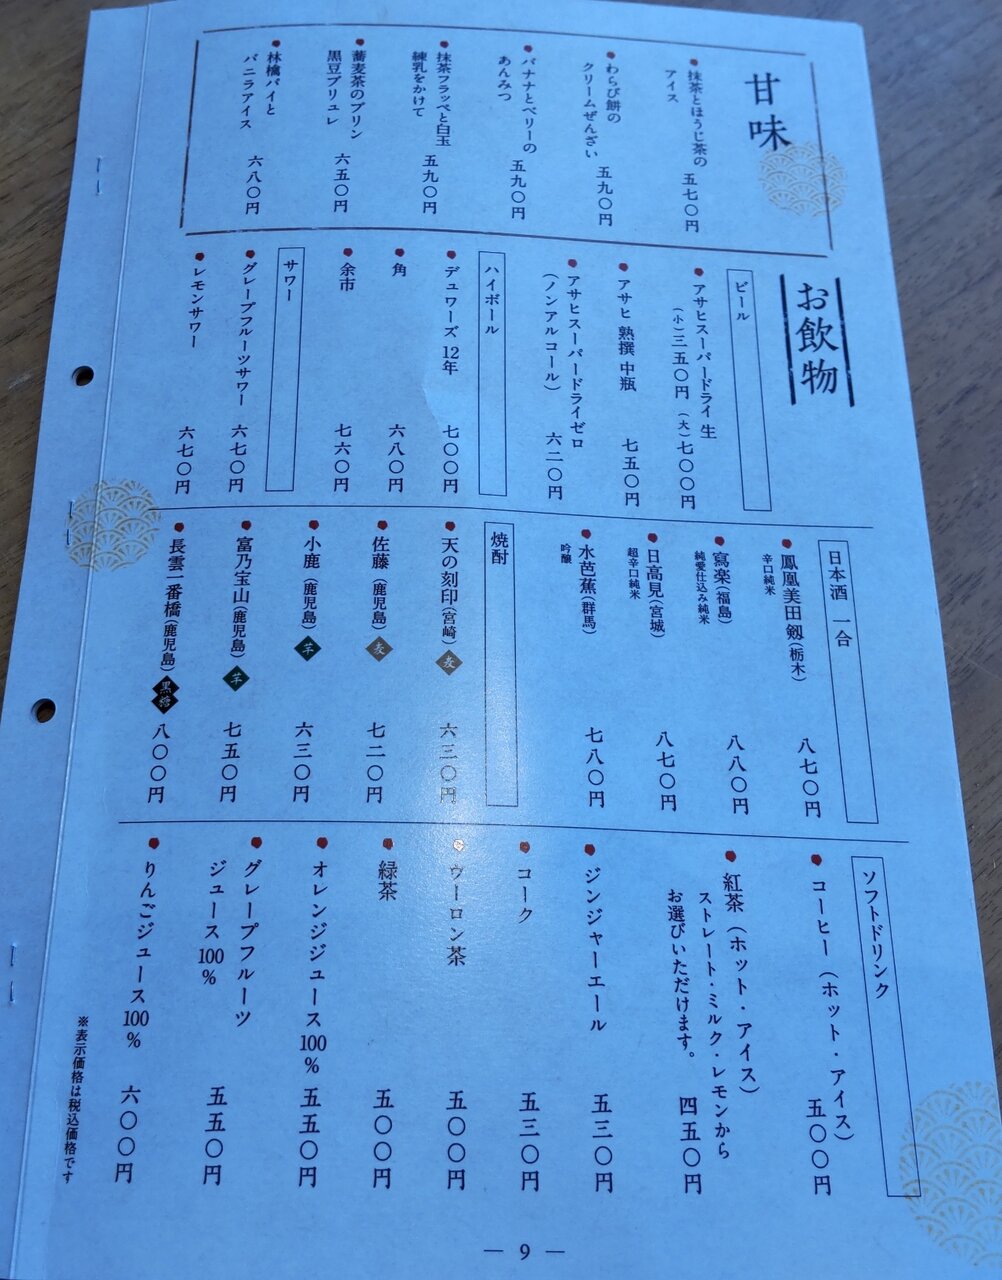 甘味
抹茶とほうじ茶の
アイス
五七〇円
わらび餅の
クリームぜんざい
五九〇円
バナナとベリーの
あんみつ
五九〇円
抹茶フラッペと白玉
練乳をかけて
五九〇円
蕎麦茶のプリン
黒豆ブリュレ
六五〇円
林檎パイと
バニラアイス
六八〇円
お飲物
ビール
アサヒスーパードライ 生
(小)三五〇円 (大)七〇〇円
アサヒ 熟撰 中瓶
七五〇円
アサヒスーパードライゼロ
(ノンアルコール)
六二〇円
ハイボール
デュワーズ 12年
七〇〇円
角
六八〇円
余市
七六〇円
サワー
グレープフルーツサワー
六七〇円
レモンサワー
六七〇円
日本酒 一合
鳳凰美田 剱(栃木)
辛口純米
八七〇円
寫楽(福島)
純愛仕込み純米
八八〇円
日高見(宮城)
超辛口純米
八七〇円
水芭蕉(群馬)
吟醸
七八〇円
焼酎
天の刻印(宮崎) 麦
六三〇円
佐藤(鹿児島) 麦
七二〇円
小鹿(鹿児島) 芋
六三〇円
富乃宝山(鹿児島) 芋
七五〇円
長雲一番橋(鹿児島) 黒糖
八〇〇円
ソフトドリンク
コーヒー(ホット・アイス)
五〇〇円
紅茶(ホット・アイス)
ストレート・ミルク・レモンから
お選びいただけます。
四五〇円
ジンジャーエール
五三〇円
コーク
五三〇円
ウーロン茶
五〇〇円
緑茶
五〇〇円
オレンジジュース100%
五五〇円
グレープフルーツ
ジュース100%
五五〇円
りんごジュース100%
六〇〇円
※表示価格は税込価格です
— 9 —